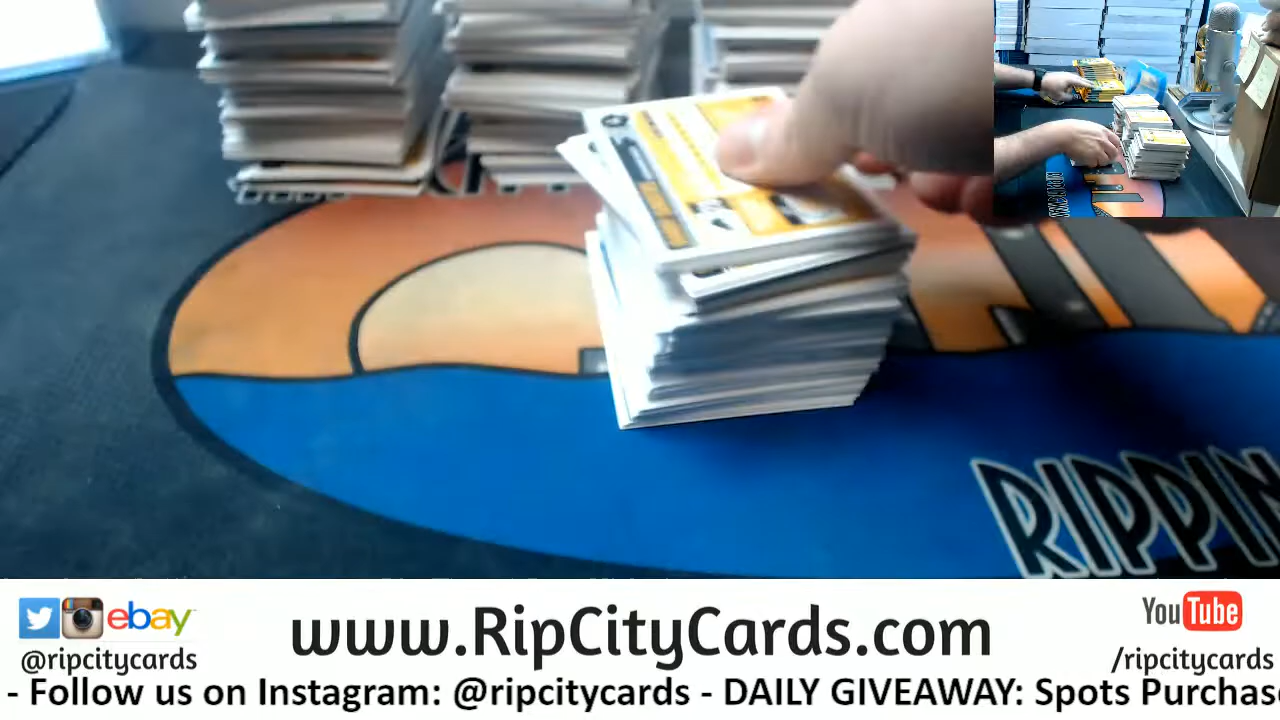 RIPPIN
ebay
@ripcitycards
www.RipCityCards.com
YouTube
/ripcitycards
- Follow us on Instagram: @ripcitycards - DAILY GIVEAWAY: Spots Purchase